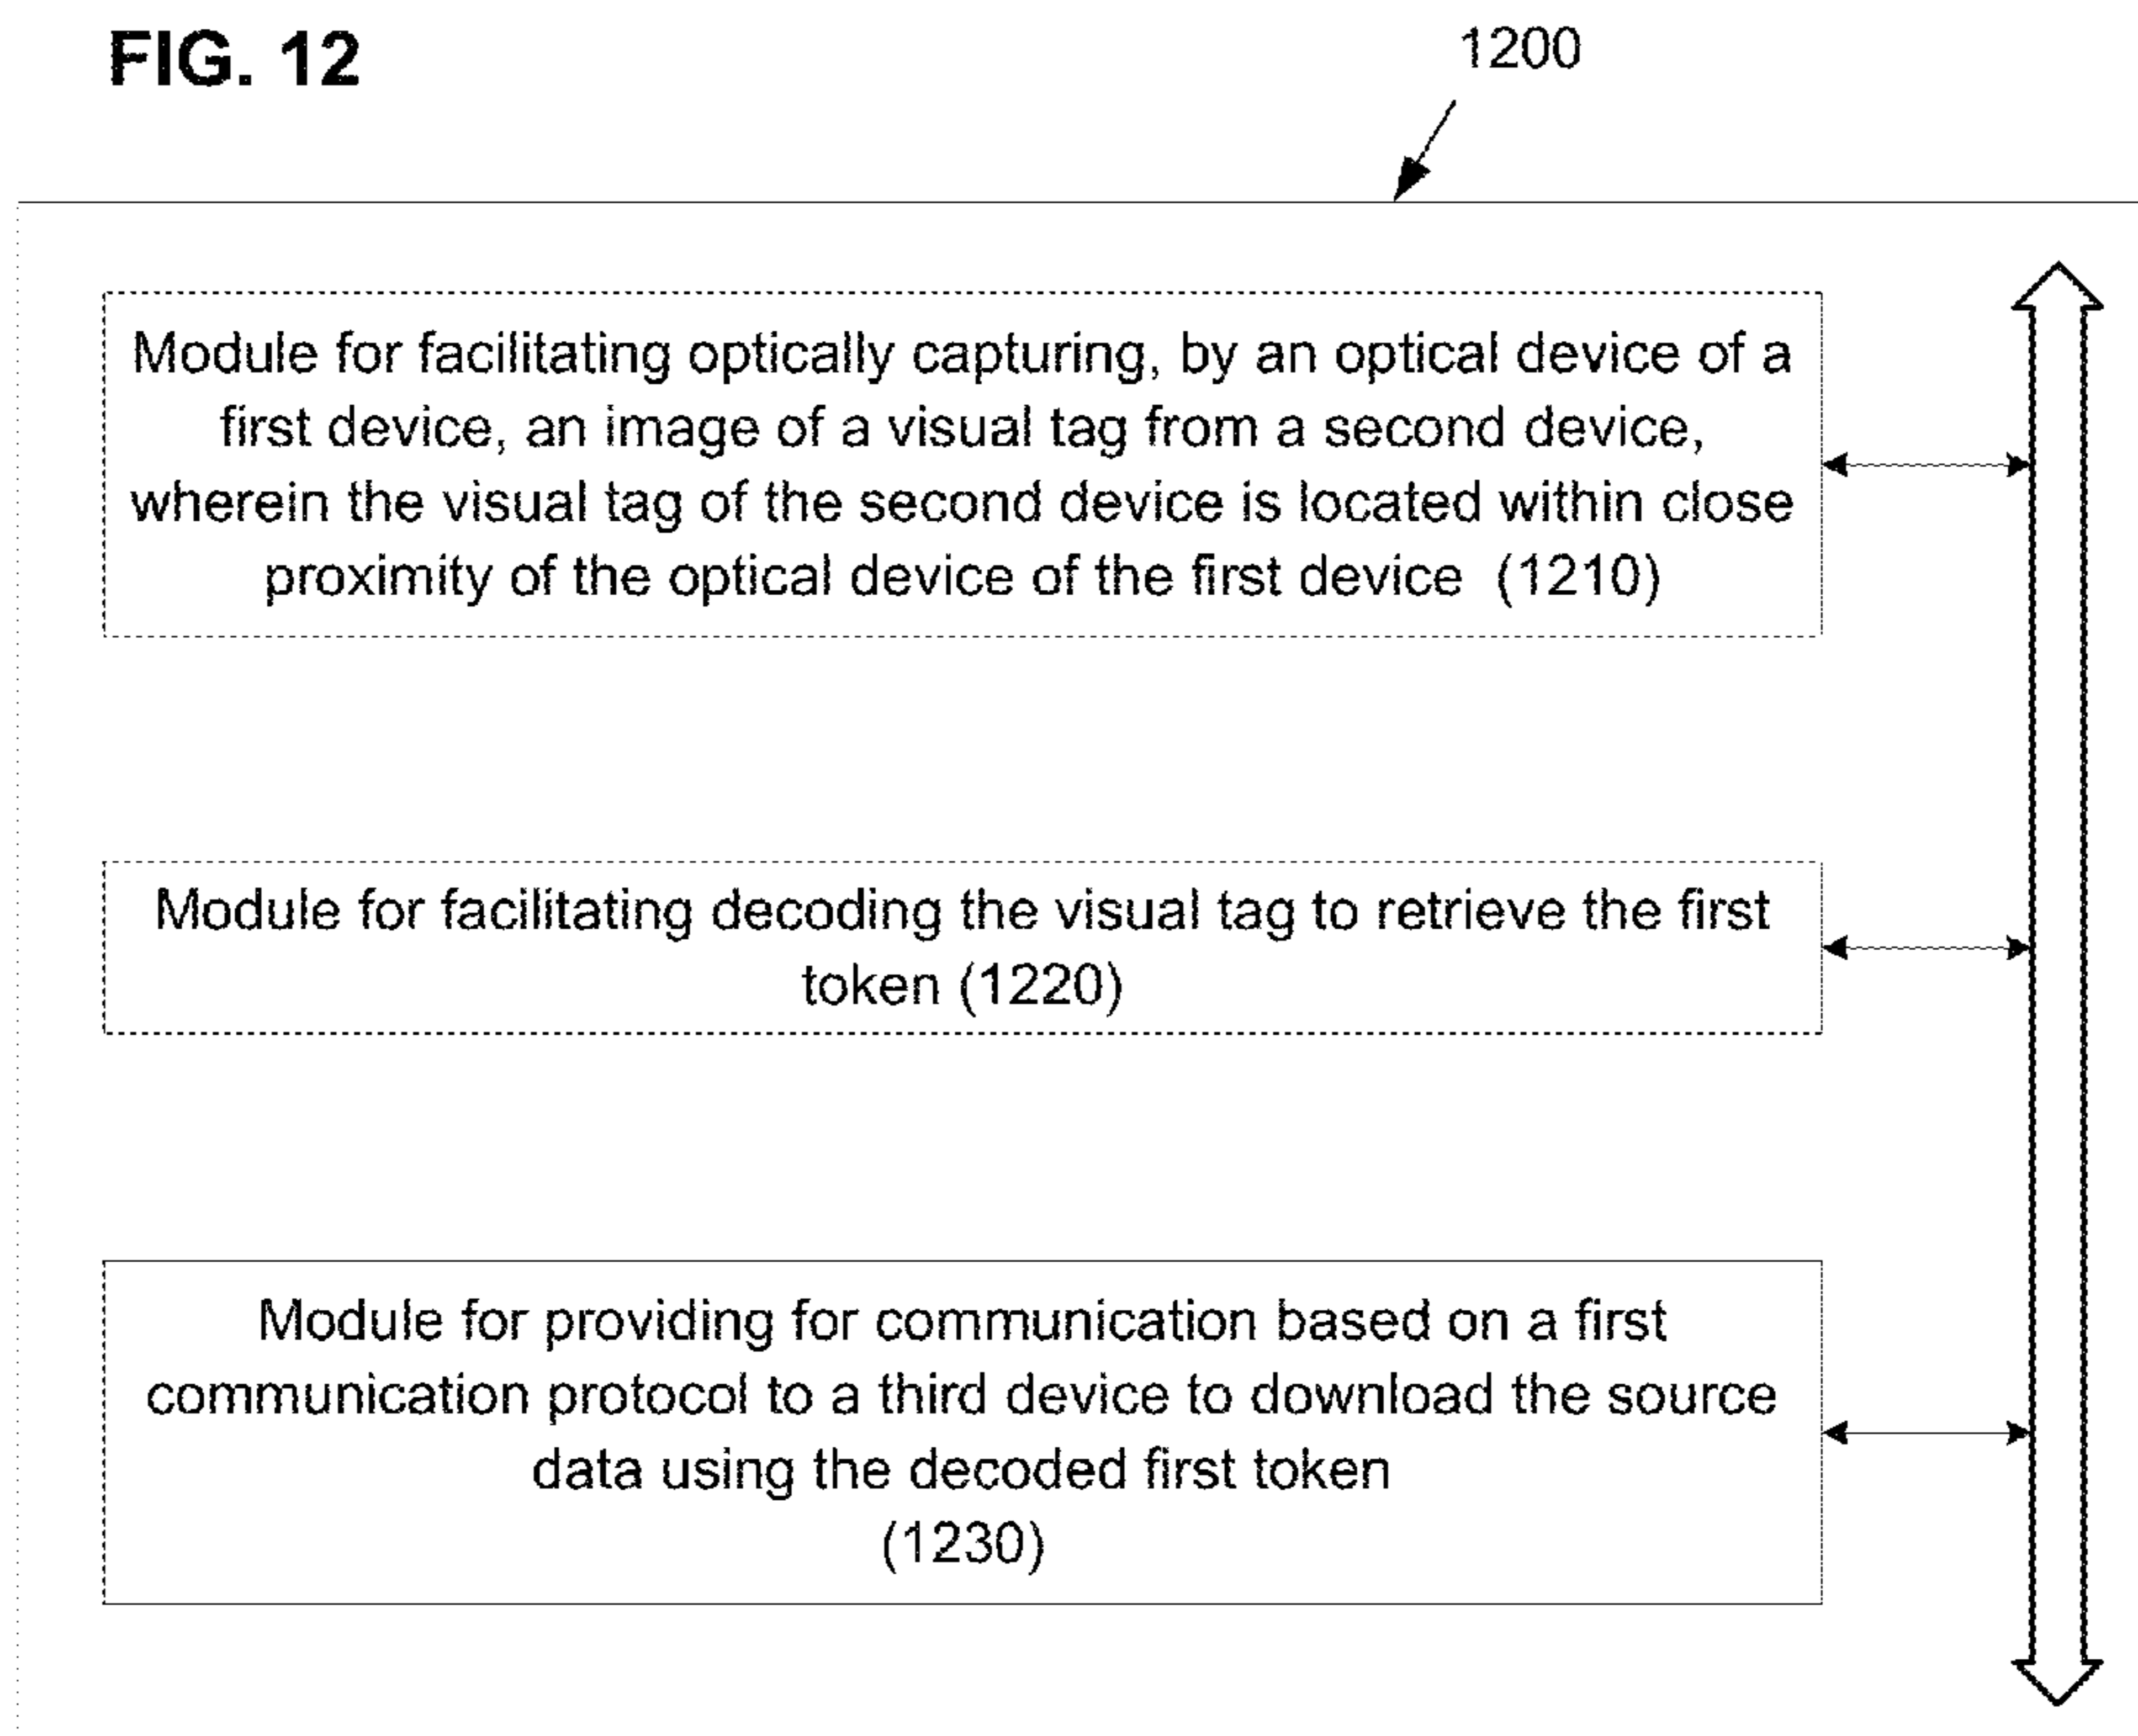 FIG. 12
1200
Module for facilitating optically capturing, by an optical device of a
first device, an image of a visual tag from a second device,
wherein the visual tag of the second device is located within close
proximity of the optical device of the first device (1210)
Module for facilitating decoding the visual tag to retrieve the first
token (1220)
Module for providing for communication based on a first
communication protocol to a third device to download the source
data using the decoded first token
(1230)